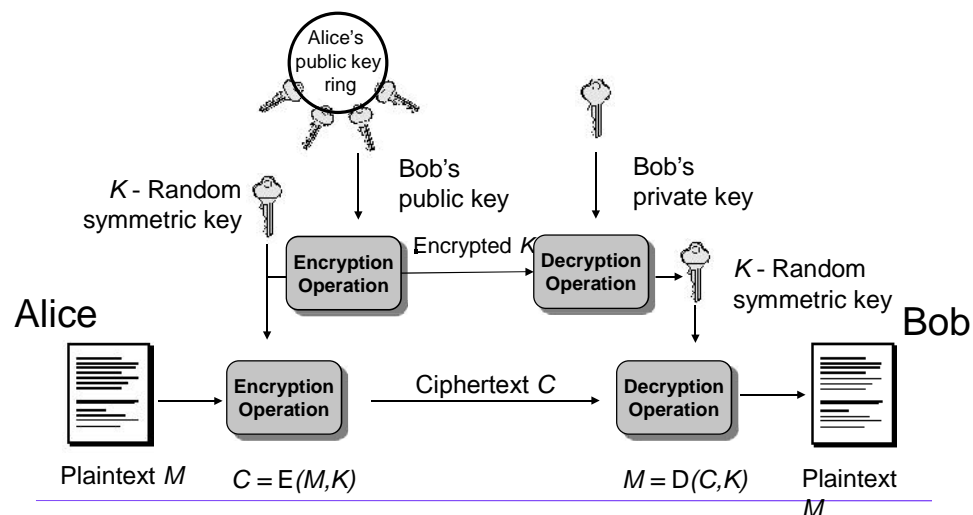 Alice's
public key
ring
K - Random
symmetric key
Bob's
public key
Bob's
private key
Encryption
Operation
Encrypted K
Decryption
Operation
K - Random
symmetric key
Alice
Bob
Encryption
Operation
Ciphertext C
Decryption
Operation
Plaintext M
C = E(M,K)
M = D(C,K)
Plaintext
M